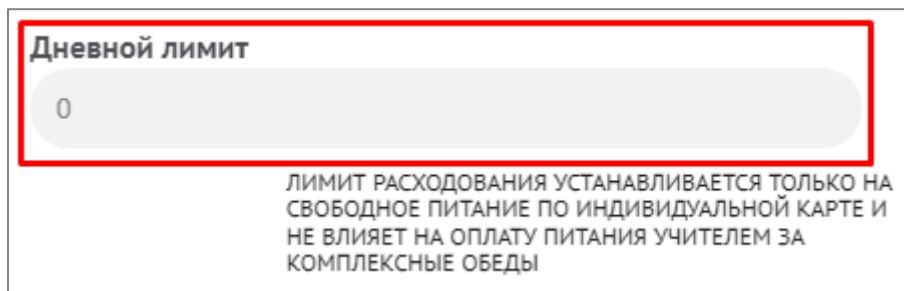 Дневной лимит
0
ЛИМИТ РАСХОДОВАНИЯ УСТАНАВЛИВАЕТСЯ ТОЛЬКО НА
СВОБОДНОЕ ПИТАНИЕ ПО ИНДИВИДУАЛЬНОЙ КАРТЕ И
НЕ ВЛИЯЕТ НА ОПЛАТУ ПИТАНИЯ УЧИТЕЛЕМ ЗА
КОМПЛЕКСНЫЕ ОБЕДЫ